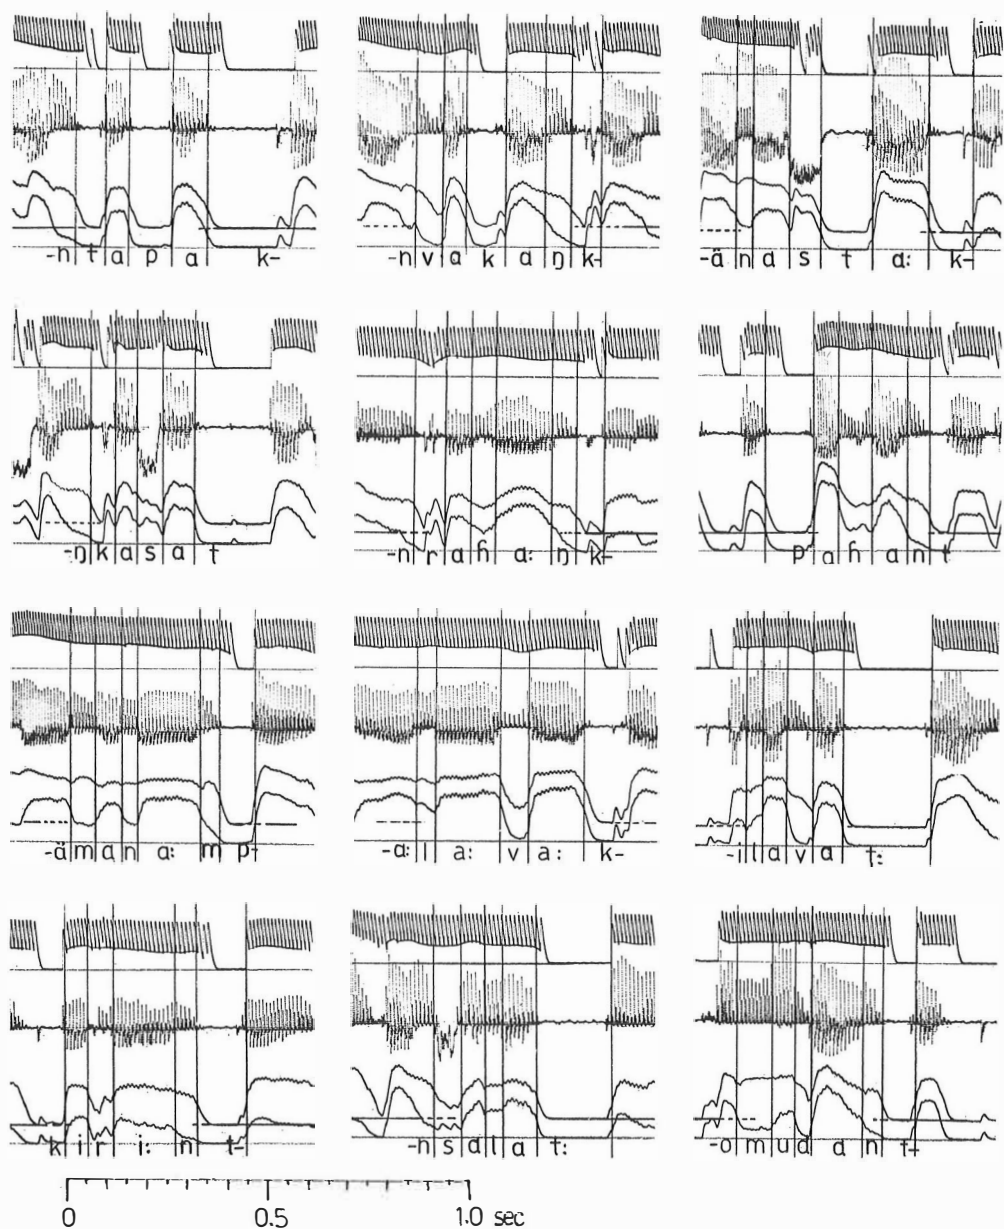 -n t a p a k-
-n v a k a ŋ k-
-ä n a s t a: k-
-ŋ k a s a t
-n r a ɦ a: ŋ k-
p a ɦ a n t
-ä m a n a: m p-
-a: l a: v a: k-
-i l a v a t:
k i r i: n t-
-n s a l a t:
-o m u d a n t-
0 0.5 1.0 sec